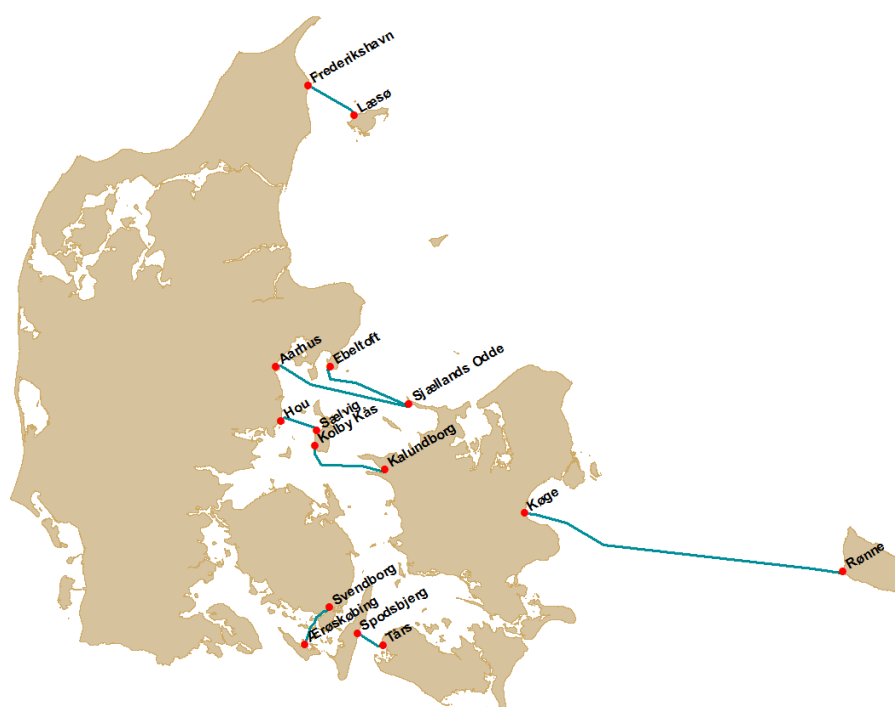 Frederikshavn
Læsø
Aarhus
Ebeltoft
Sjællands Odde
Hou
Sælvig
Kolby Kås
Kalundborg
Køge
Rønne
Svendborg
Ærøskøbing
Spodsbjerg
Tårs